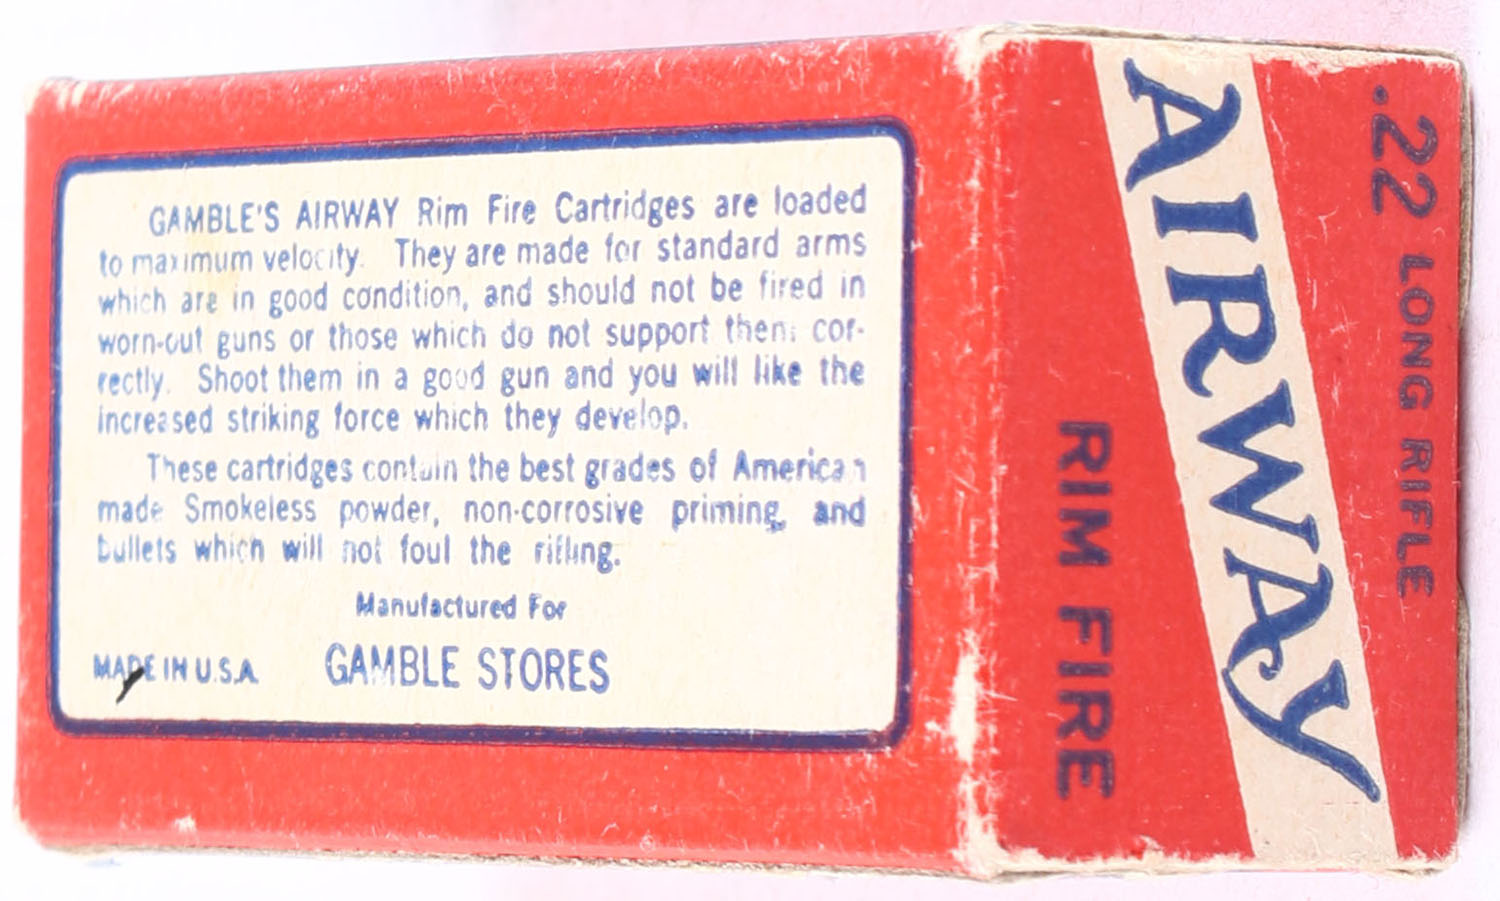 GAMBLE'S AIRWAY Rim Fire Cartridges are loaded
to maximum velocity. They are made for standard arms
which are in good condition, and should not be fired in
worn-out guns or those which do not support them cor-
rectly. Shoot them in a good gun and you will like the
increased striking force which they develop.
These cartridges contain the best grades of American
made Smokeless powder, non-corrosive priming, and
bullets which will not foul the rifling.
Manufactured For
MADE IN U.S.A. GAMBLE STORES
.22 LONG RIFLE
AIRWAY
RIM FIRE